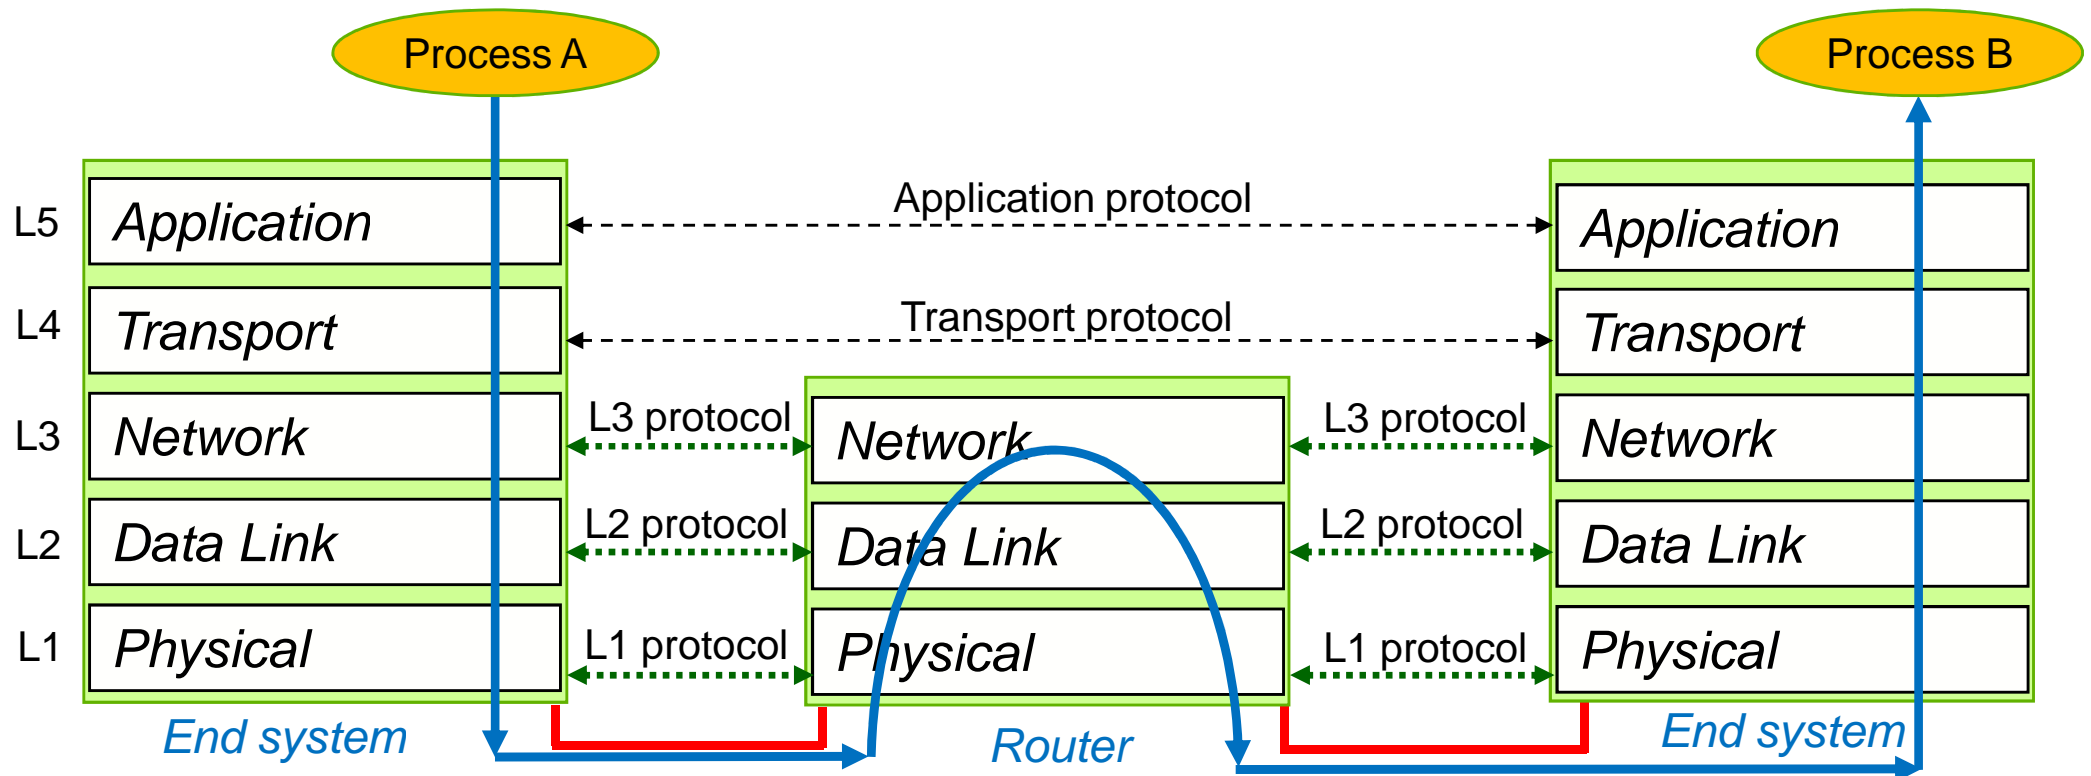 Process A
Process B
Application protocol
L5
Application
Application
Transport protocol
L4
Transport
Transport
L3 protocol
L3 protocol
L3
Network
Network
Network
L2 protocol
L2 protocol
L2
Data Link
Data Link
Data Link
L1 protocol
L1 protocol
L1
Physical
Physical
Physical
End system
Router
End system